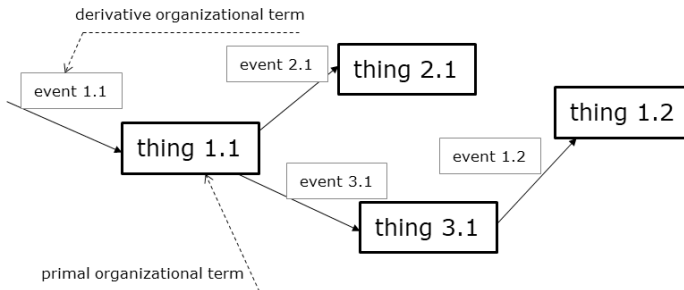 derivative organizational term
event 1.1
event 2.1
thing 2.1
thing 1.2
thing 1.1
event 1.2
event 3.1
thing 3.1
primal organizational term